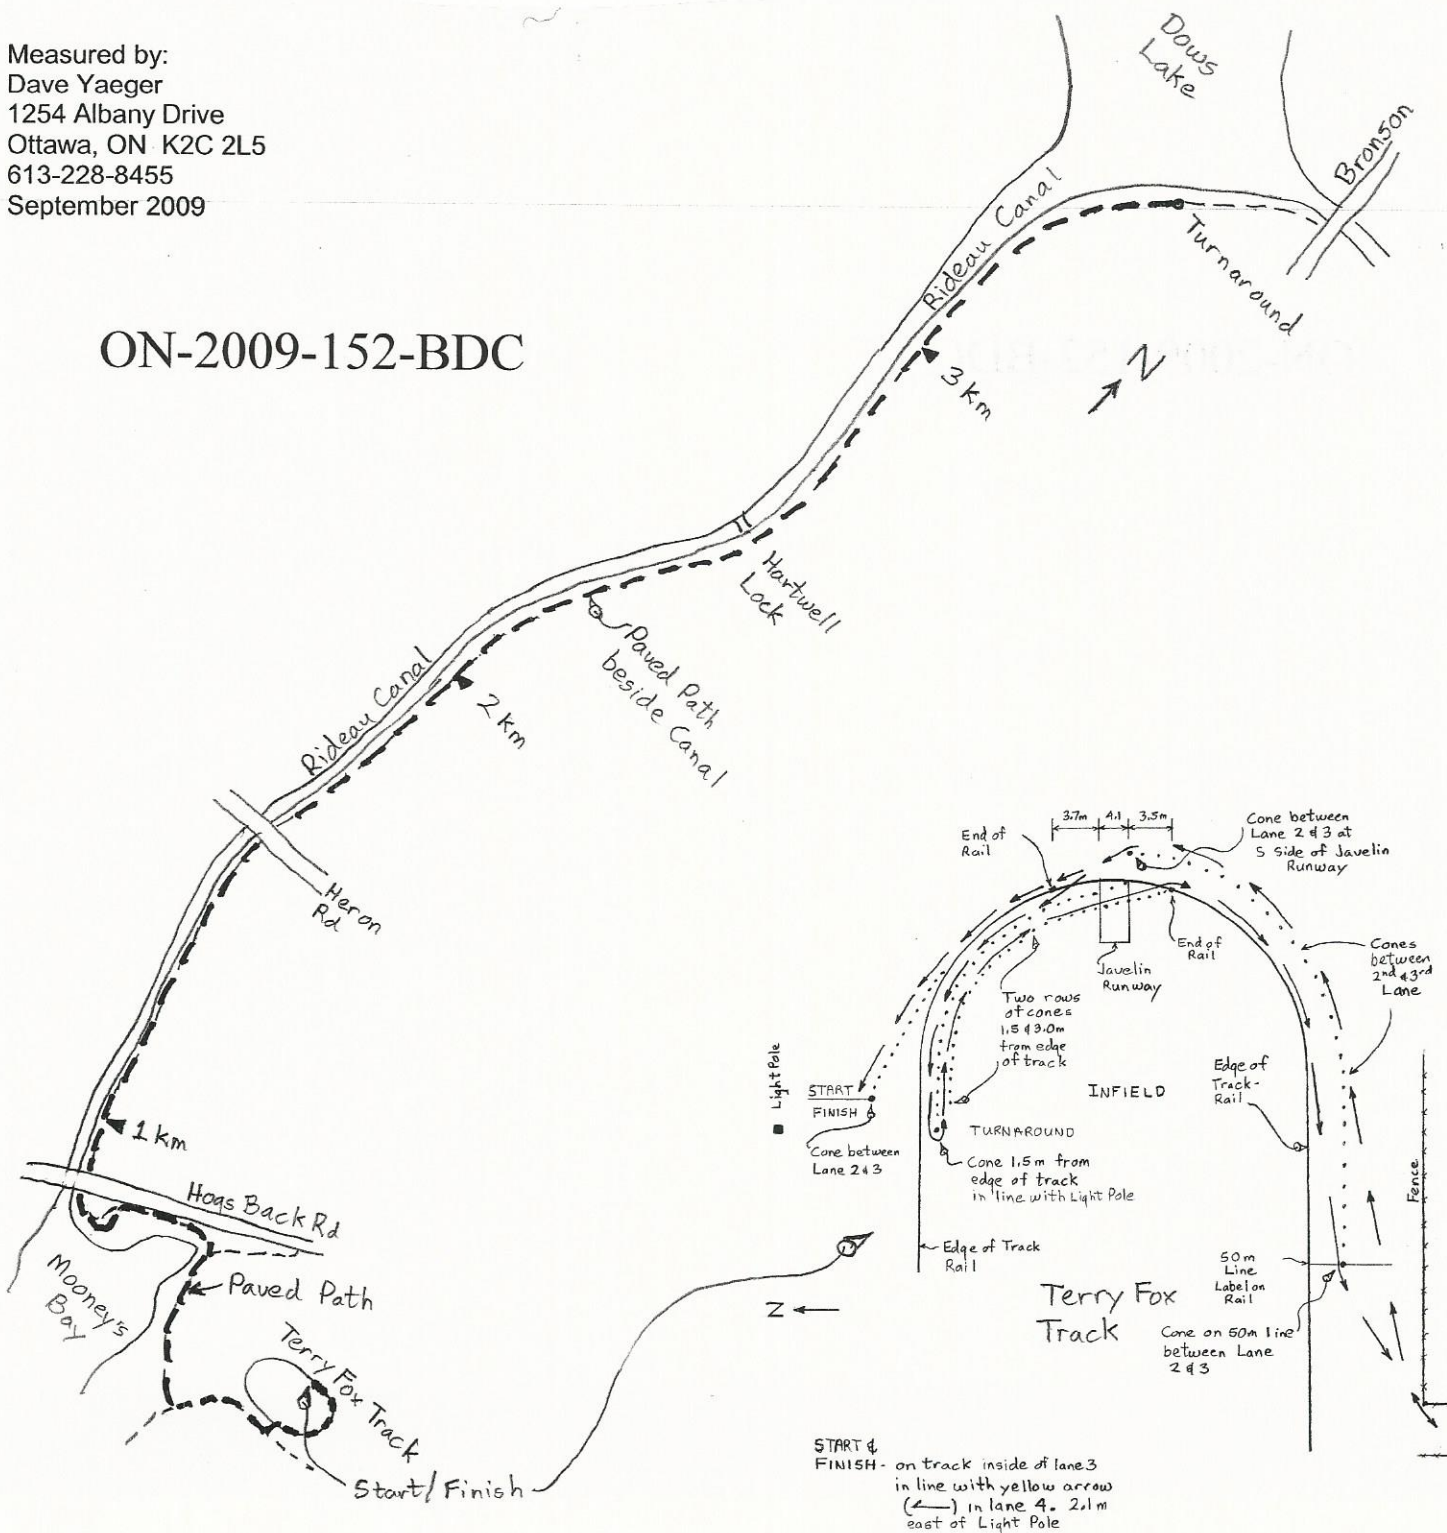 Measured by:
Dave Yaeger
1254 Albany Drive
Ottawa, ON K2C 2L5
613-228-8455
September 2009
ON-2009-152-BDC
Dows
Lake
Bronson
Rideau Canal
Turnaround
N
3 km
Hartwell
Lock
Paved Path
beside Canal
Rideau Canal
2 km
Heron
Rd
1 km
Hogs Back Rd
Mooney's
Bay
Paved Path
Terry Fox Track
Start/Finish
3.7m
4.1
3.5m
End of
Rail
Cone between
Lane 2 & 3 at
S side of Javelin
Runway
End of
Rail
Javelin
Runway
Cones
between
2nd & 3rd
Lane
Two rows
of cones
1.5 & 3.0m
from edge
of track
Light Pole
START
FINISH
Cone between
Lane 2 & 3
INFIELD
Edge of
Track-
Rail
TURNAROUND
Cone 1.5m from
edge of track
in line with Light Pole
Fence
Edge of Track
Rail
50m
Line
Label on
Rail
N
Terry Fox
Track
Cone on 50m line
between Lane
2 & 3
START &
FINISH - on track inside of lane 3
in line with yellow arrow
(←) in lane 4. 2.1m
east of Light Pole